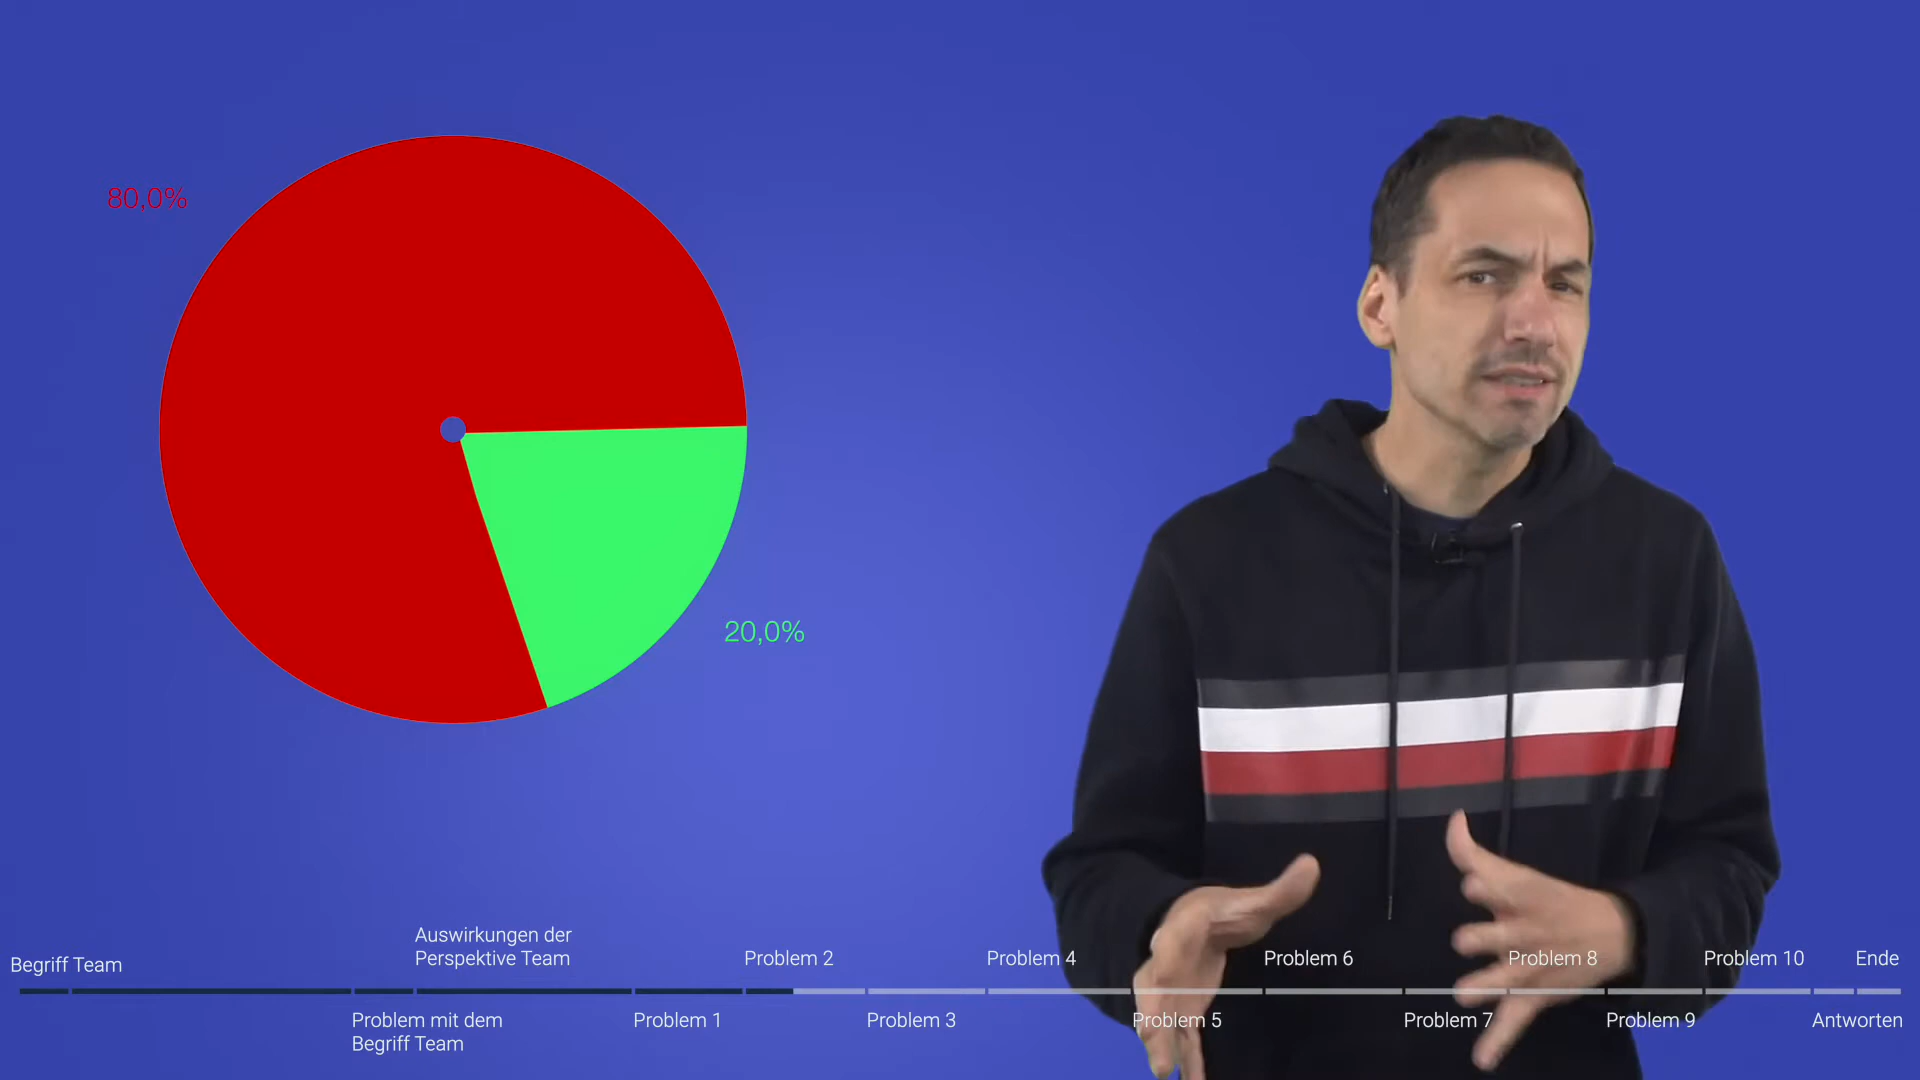 80,0%
20,0%
Begriff Team
Problem mit dem
Begriff Team
Auswirkungen der
Perspektive Team
Problem 1
Problem 2
Problem 3
Problem 4
Problem 5
Problem 6
Problem 7
Problem 8
Problem 9
Problem 10
Antworten
Ende